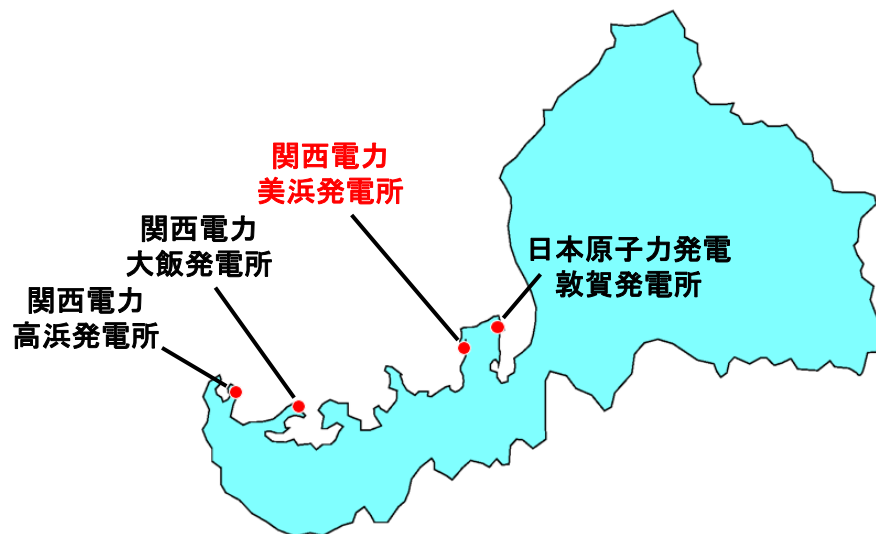 関西電力
美浜発電所
関西電力
大飯発電所
日本原子力発電
敦賀発電所
関西電力
高浜発電所